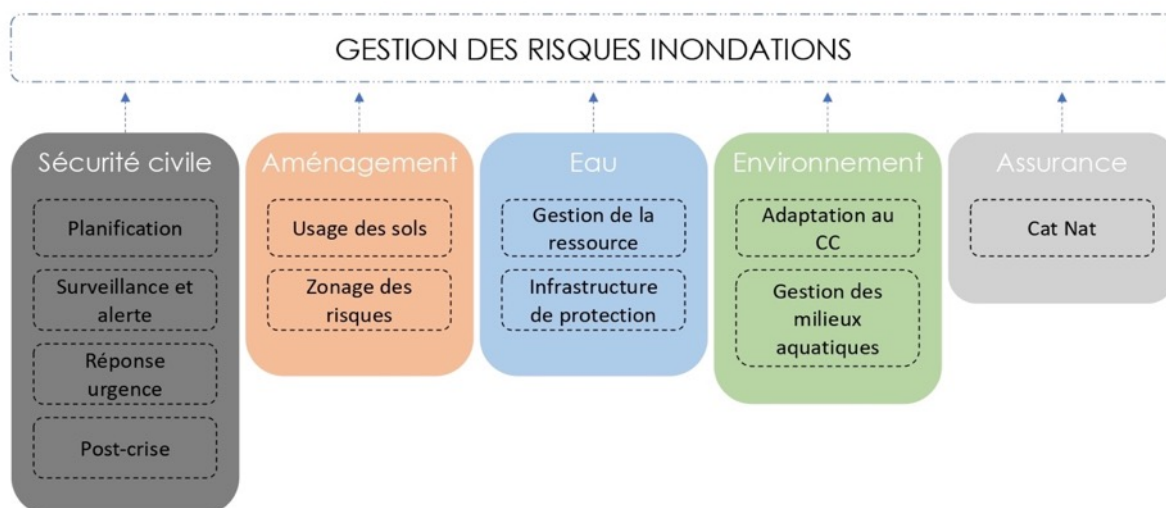 GESTION DES RISQUES INONDATIONS
Sécurité civile
Planification
Surveillance et
alerte
Réponse
urgence
Post-crise
Aménagement
Usage des sols
Zonage des
risques
Eau
Gestion de la
ressource
Infrastructure
de protection
Environnement
Adaptation au
CC
Gestion des
milieux
aquatiques
Assurance
Cat Nat